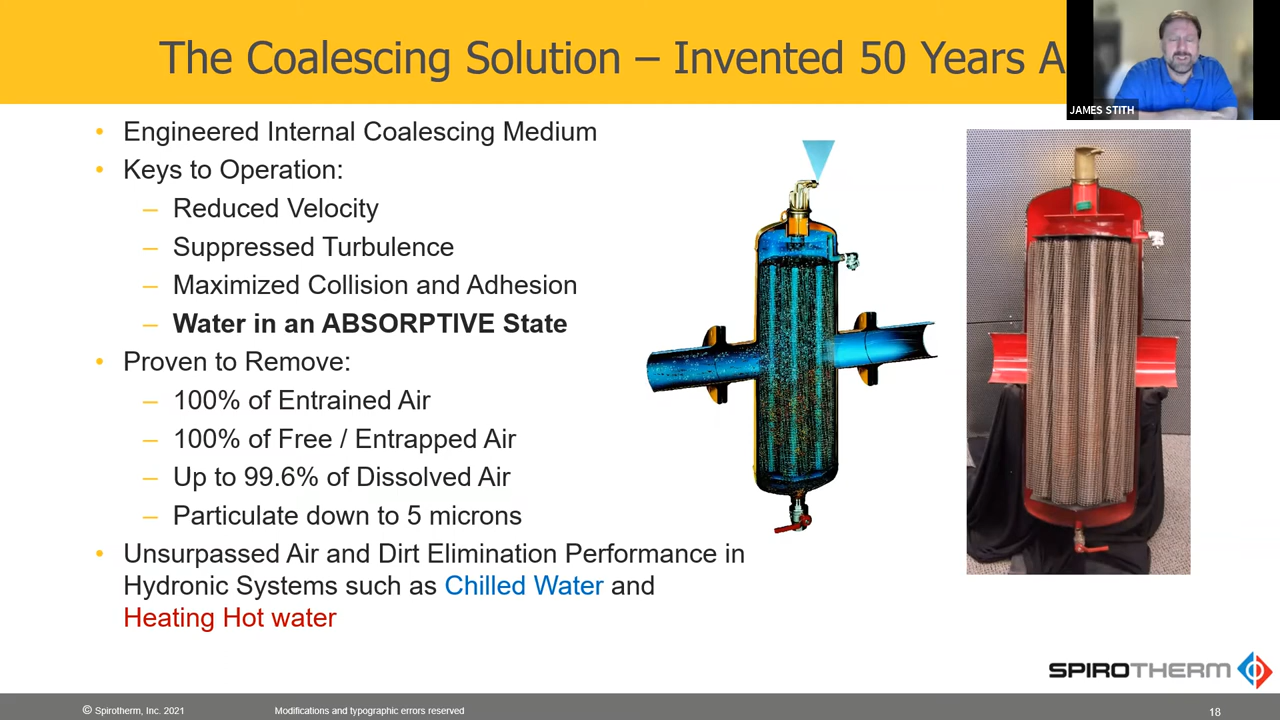 The Coalescing Solution – Invented 50 Years A
JAMES STITH
• Engineered Internal Coalescing Medium
• Keys to Operation:
– Reduced Velocity
– Suppressed Turbulence
– Maximized Collision and Adhesion
– Water in an ABSORPTIVE State
• Proven to Remove:
– 100% of Entrained Air
– 100% of Free / Entrapped Air
– Up to 99.6% of Dissolved Air
– Particulate down to 5 microns
• Unsurpassed Air and Dirt Elimination Performance in
Hydronic Systems such as Chilled Water and
Heating Hot water
SPIROTHERM
© Spirotherm, Inc. 2021 Modifications and typographic errors reserved 18